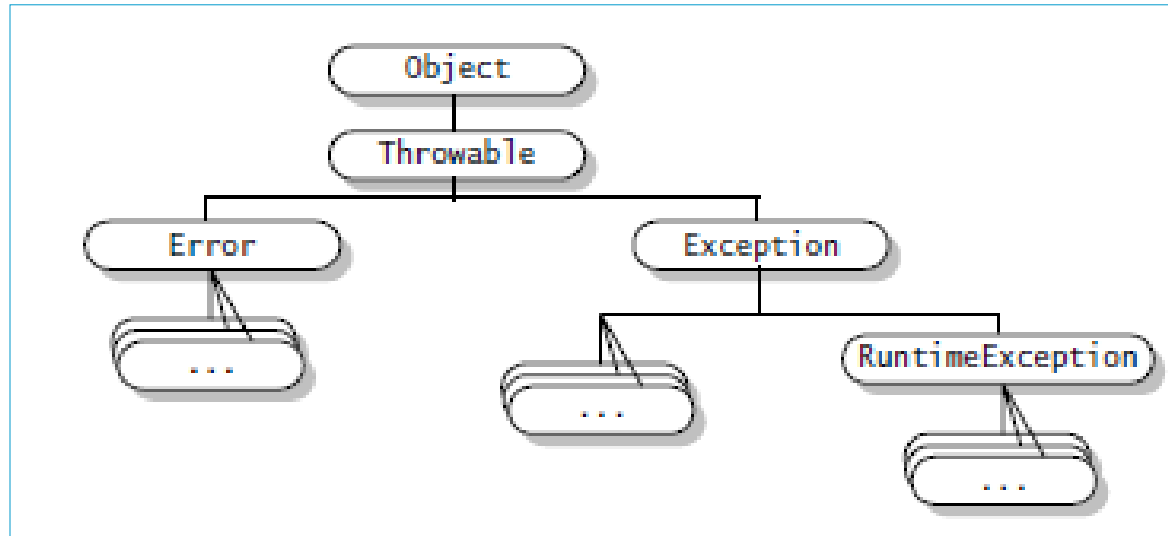 Object
Throwable
Error
Exception
...
...
RuntimeException
...